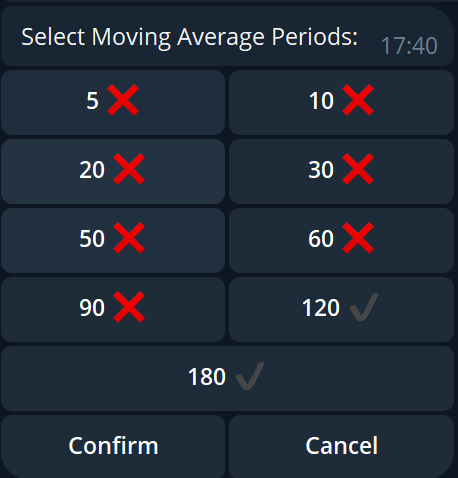 Select Moving Average Periods:
17:40
5 ❌ 10 ❌
20 ❌ 30 ❌
50 ❌ 60 ❌
90 ❌ 120 ✔
180 ✔
Confirm Cancel